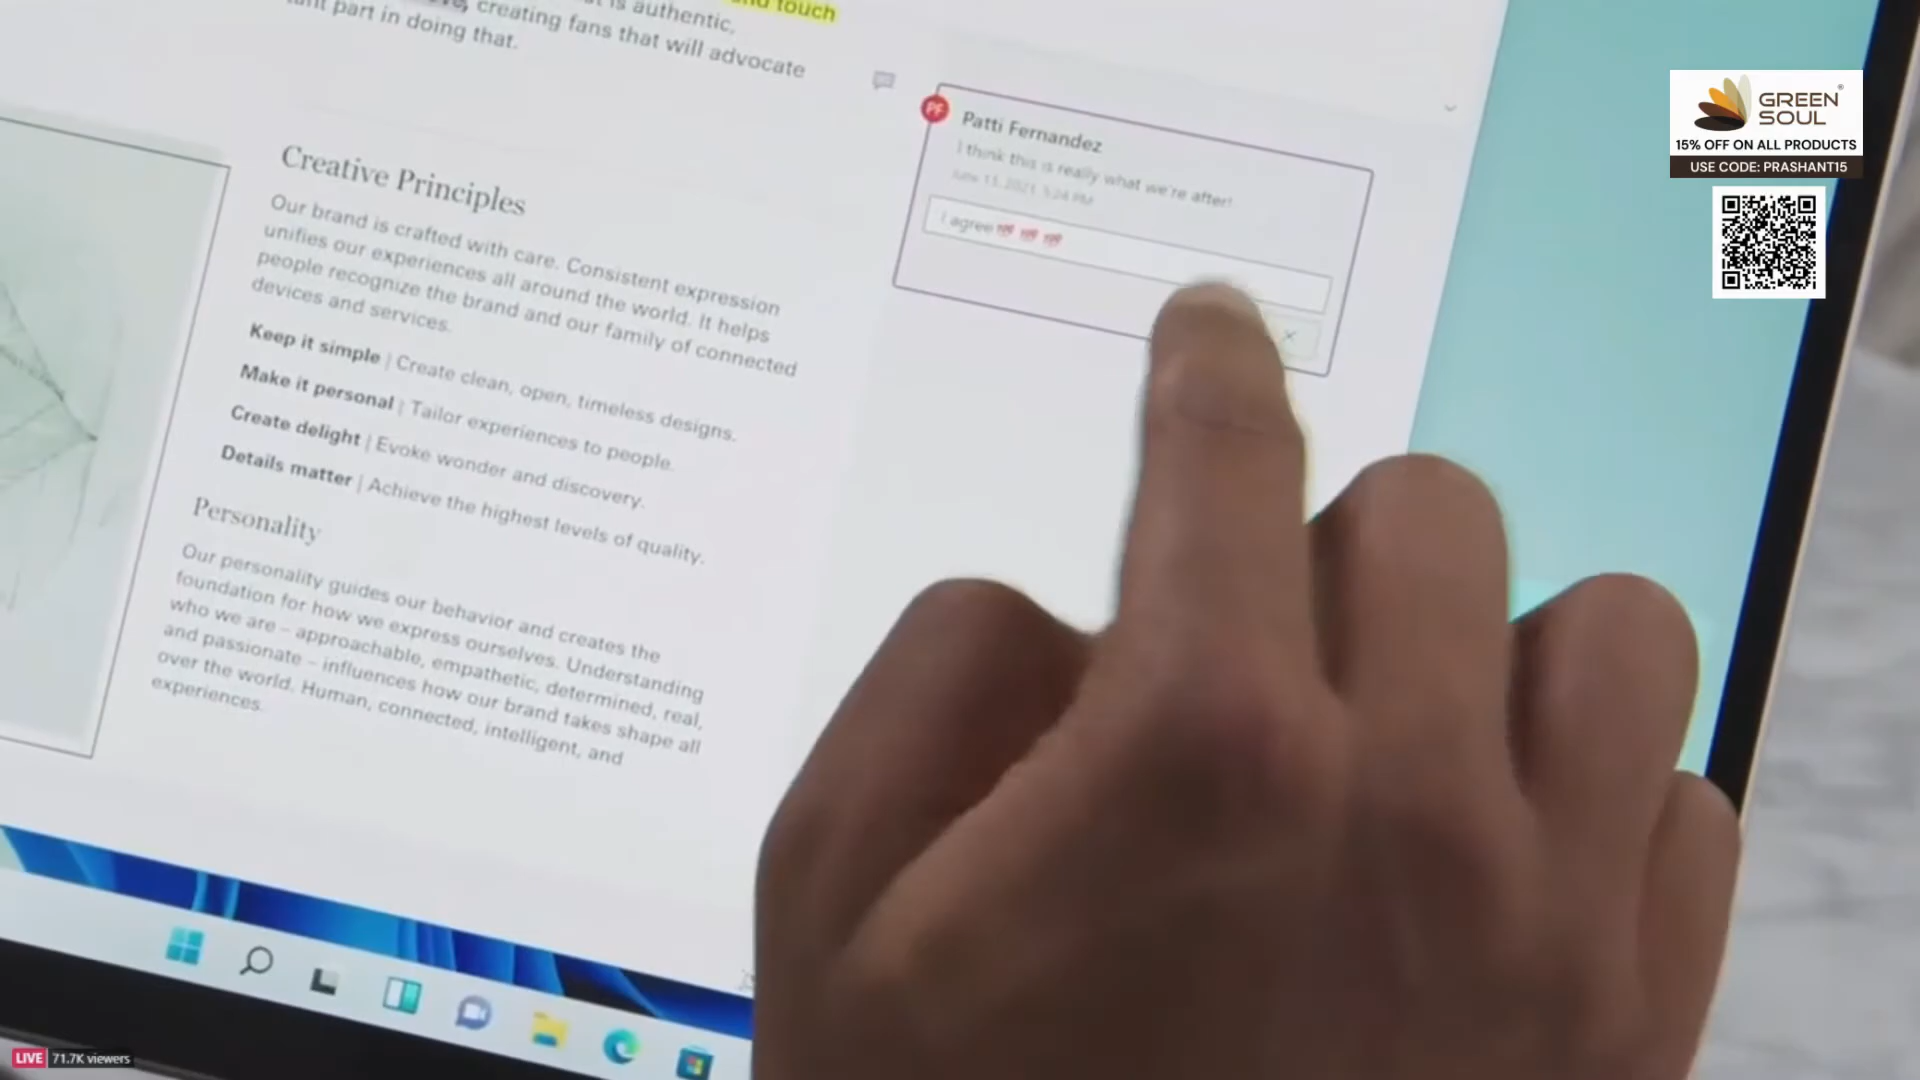 touch
is authentic,
creating fans that will advocate
part in doing that.
Creative Principles
Our brand is crafted with care. Consistent expression
unifies our experiences all around the world. It helps
people recognize the brand and our family of connected
devices and services.
Keep it simple | Create clean, open, timeless designs.
Make it personal | Tailor experiences to people.
Create delight | Evoke wonder and discovery.
Details matter | Achieve the highest levels of quality.
Personality
Our personality guides our behavior and creates the
foundation for how we express ourselves. Understanding
who we are – approachable, empathetic, determined, real,
and passionate – influences how our brand takes shape all
over the world. Human, connected, intelligent, and
experiences.
PF
Patti Fernandez
I think this is really what we're after!
June 11, 2021, 5:24 PM
I agree💯 💯 💯
GREEN
SOUL®
15% OFF ON ALL PRODUCTS
USE CODE: PRASHANT15
LIVE 71.7K viewers